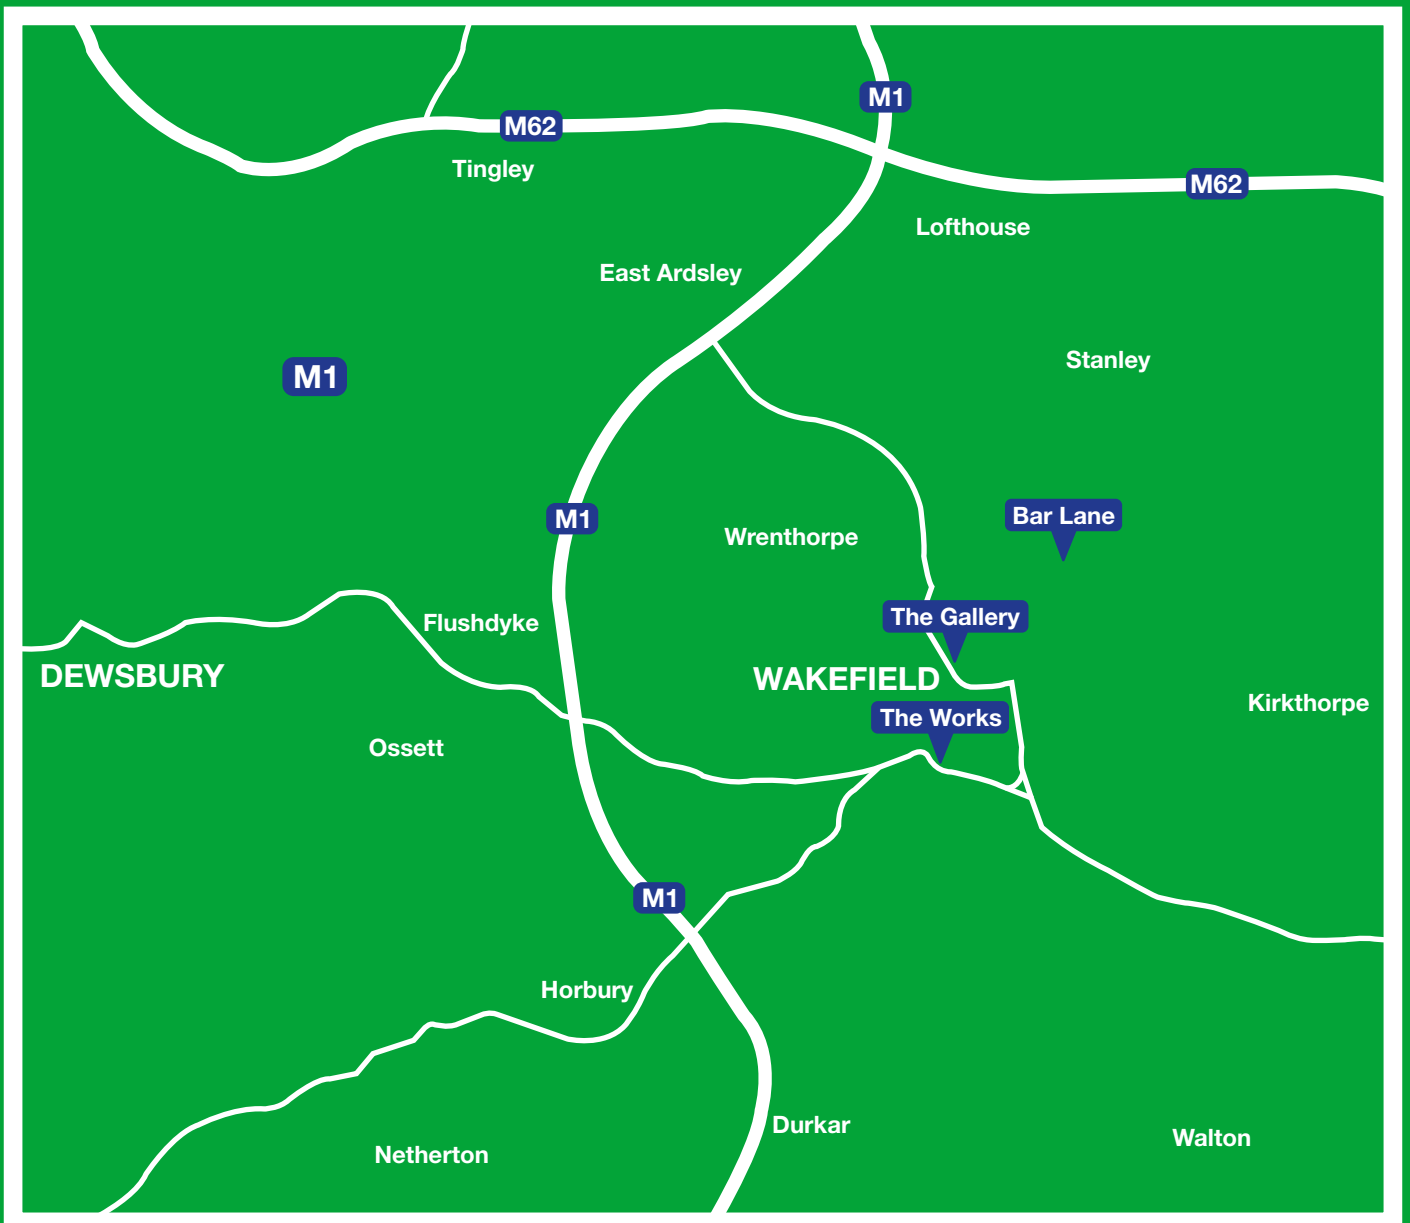 M1
M62
Tingley
M62
Lofthouse
East Ardsley
Stanley
M1
Bar Lane
M1
Wrenthorpe
The Gallery
Flushdyke
DEWSBURY
WAKEFIELD
Kirkthorpe
The Works
Ossett
M1
Horbury
Durkar
Walton
Netherton